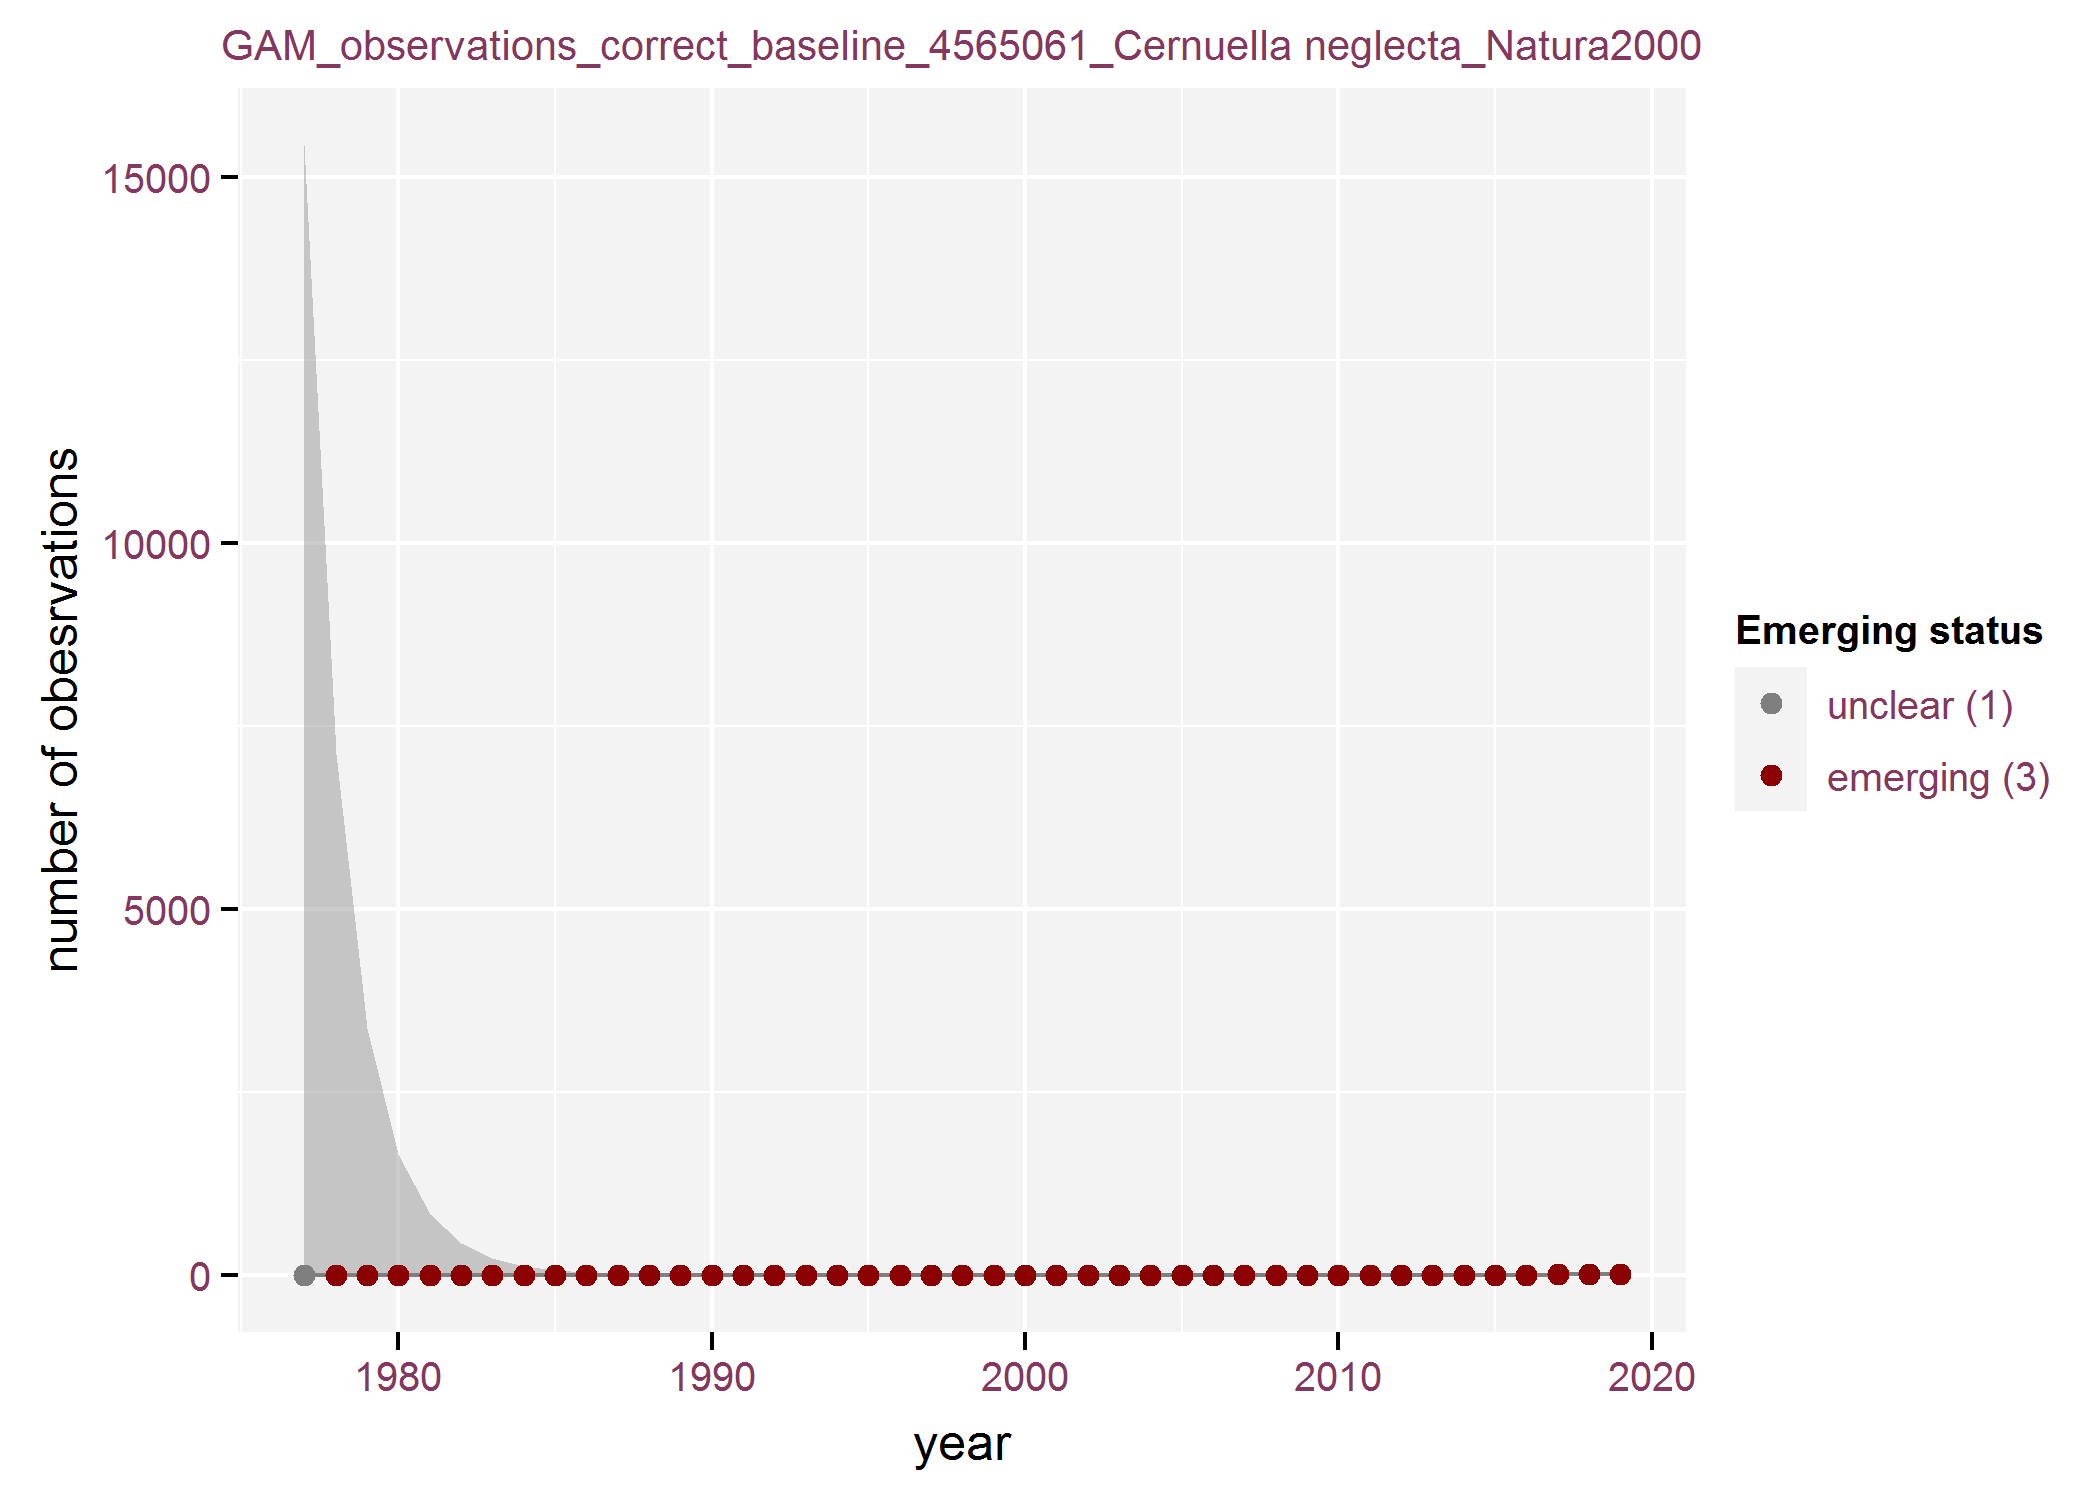 GAM_observations_correct_baseline_4565061_Cernuella neglecta_Natura2000
15000
10000
5000
0
number of obesrvations
1980
1990
2000
2010
2020
year
Emerging status
unclear (1)
emerging (3)